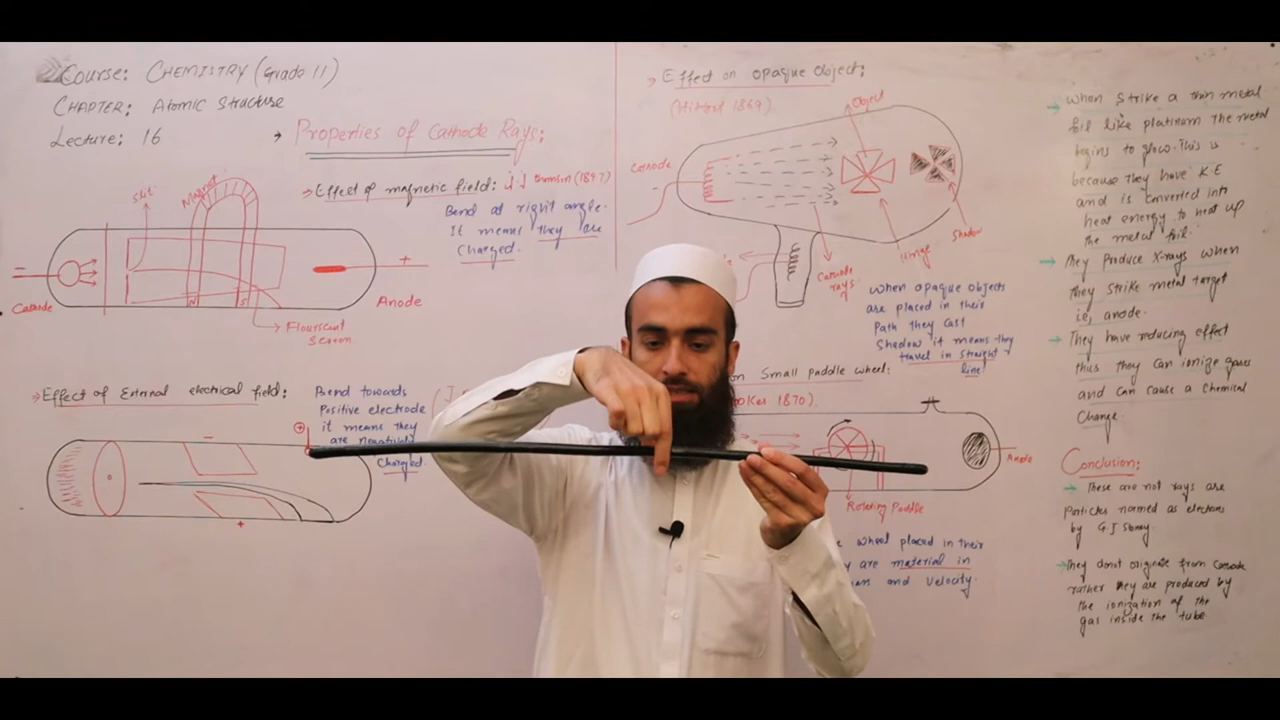 Course: CHEMISTRY (Grade 11)
CHAPTER: Atomic Structure
Lecture: 16
→ Properties of Cathode Rays:
→ Effect of magnetic field: J.J Thomson (1897)
Bend at right angle.
It means they are
Charged.
Slit
Magnet
N
S
Cathode
Anode
Flourscent
Screen
→ Effect of External electrical field:
Bend towards
Positive electrode
it means they
are negatively
Charged.
→ Effect on opaque object:
(Hittorf 1869)
Object
Cathode
Cathode
rays
Hinge
Shadow
When opaque objects
are placed in their
Path they cast
Shadow it means they
travel in straight
line
on Small paddle wheel:
1870).
Anode
Rotating Paddle
wheel placed in their
are material in
and velocity.
→ When strike a thin metal
foil like platinum the metal
begins to glow. This is
because they have K.E
and is converted into
heat energy to heat up
the metal foil.
→ They Produce X-rays when
they strike metal target
i.e, anode.
→ They have reducing effect
thus they can ionize gases
and can cause a chemical
Change.
Conclusion:
→ These are not rays are
Particles named as electrons
by G J Stoney.
→ They donot originate from Cathode
rather they are produced by
the ionization of the
gas inside the tube